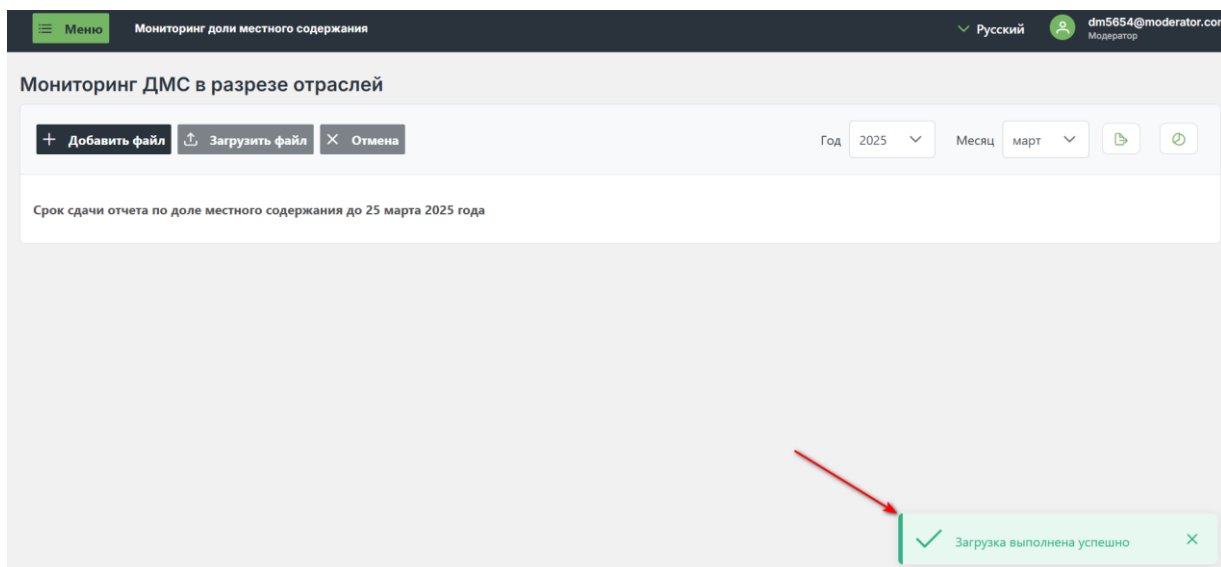 Меню
Мониторинг доли местного содержания
Русский
dm5654@moderator.com
Модератор
Мониторинг ДМС в разрезе отраслей
Добавить файл
Загрузить файл
Отмена
Год 2025
Месяц март
Срок сдачи отчета по доле местного содержания до 25 марта 2025 года
Загрузка выполнена успешно